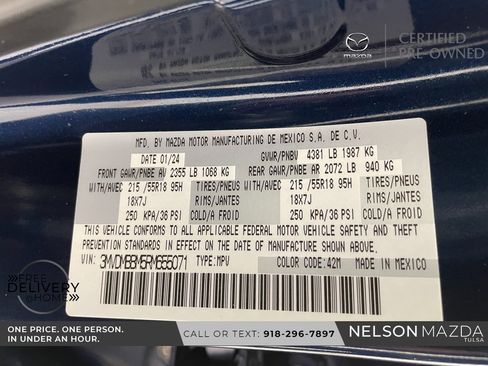 CERTIFIED
PRE-OWNED
mazda
MFD. BY MAZDA MOTOR MANUFACTURING DE MEXICO S.A. DE C.V.
DATE 01/24
GVWR/PNBV 4381 LB 1987 KG
FRONT GAWR/PNBE AV 2355 LB 1068 KG
REAR GAWR/PNBE AR 2072 LB 940 KG
WITH/AVEC 215 /55R18 95H TIRES/PNEUS
WITH/AVEC 215 /55R18 95H TIRES/PNEUS
18X7J RIMS/JANTES
18X7J RIMS/JANTES
250 KPA/36 PSI COLD/A FROID
250 KPA/36 PSI COLD/A FROID
THIS VEHICLE CONFORMS TO ALL APPLICABLE FEDERAL MOTOR VEHICLE SAFETY AND THEFT
PREVENTION STANDARDS IN EFFECT ON THE DATE OF MANUFACTURE SHOWN ABOVE.
VIN: TYPE: MPV COLOR CODE: 42M MADE IN MEXICO
FREE
DELIVERY
@HOME
ONE PRICE. ONE PERSON.
IN UNDER AN HOUR.
CALL OR TEXT: 918-296-7897
NELSON MAZDA
TULSA